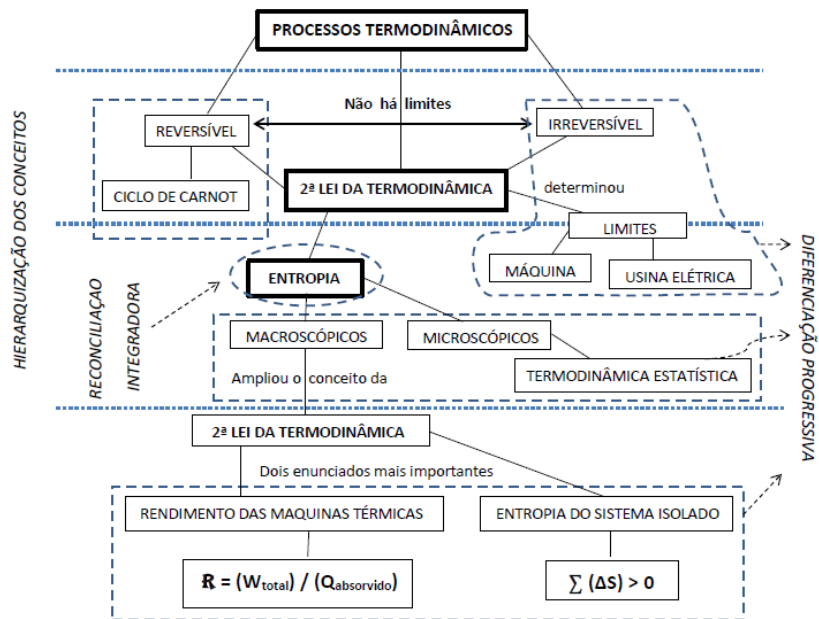 PROCESSOS TERMODINÂMICOS
Não há limites
REVERSÍVEL
IRREVERSÍVEL
CICLO DE CARNOT
2ª LEI DA TERMODINÂMICA
determinou
LIMITES
MÁQUINA
USINA ELÉTRICA
ENTROPIA
MACROSCÓPICOS
MICROSCÓPICOS
Ampliou o conceito da
TERMODINÂMICA ESTATÍSTICA
2ª LEI DA TERMODINÂMICA
Dois enunciados mais importantes
RENDIMENTO DAS MAQUINAS TÉRMICAS
ENTROPIA DO SISTEMA ISOLADO
R = (Wtotal) / (Qabsorvido)
∑ (ΔS) > 0
HIERARQUIZAÇÃO DOS CONCEITOS
RECONCILIAÇAO
INTEGRADORA
DIFERENCIAÇÃO PROGRESSIVA